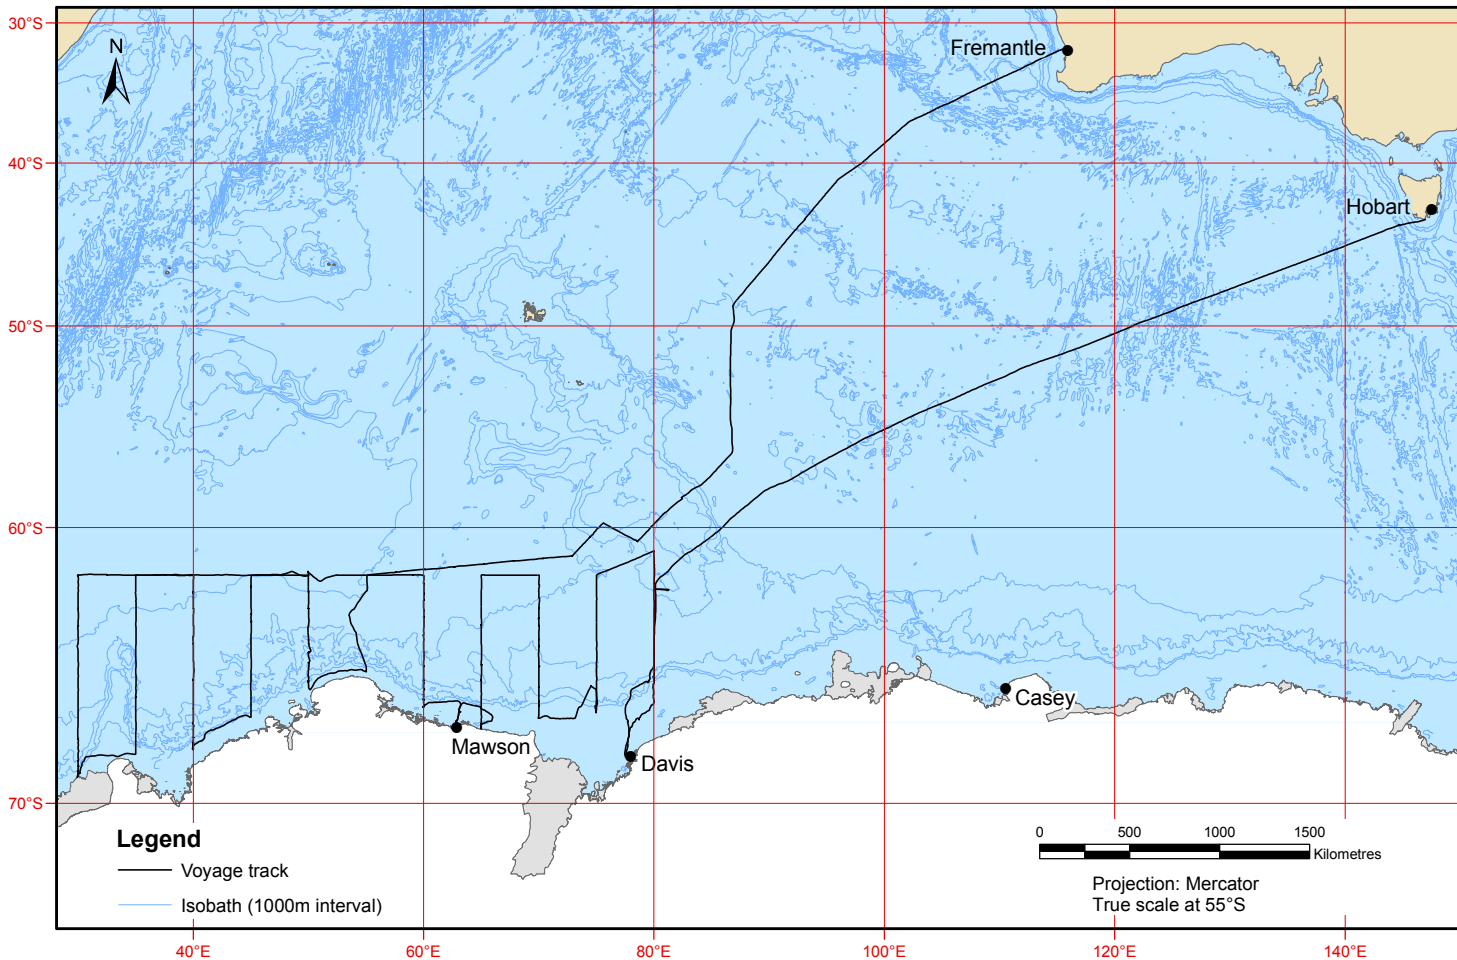 30°S
40°S
50°S
60°S
70°S
N
Fremantle
Hobart
Casey
Mawson
Davis
Legend
Voyage track
Isobath (1000m interval)
0 500 1000 1500
Kilometres
Projection: Mercator
True scale at 55°S
40°E 60°E 80°E 100°E 120°E 140°E